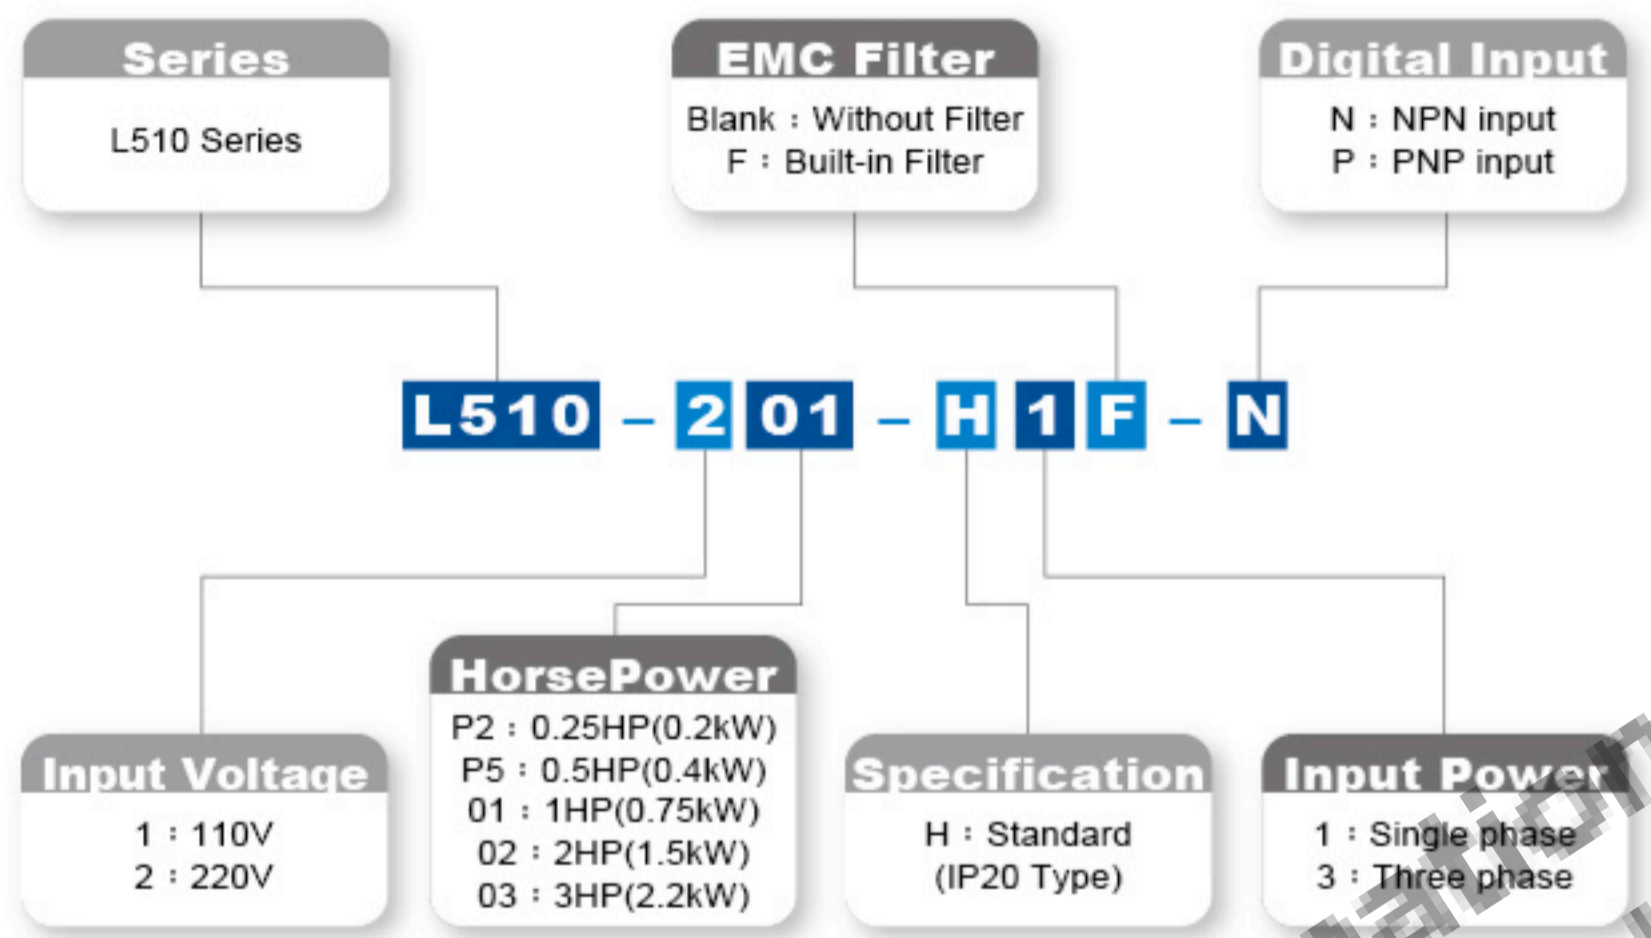 Series
L510 Series
EMC Filter
Blank : Without Filter
F : Built-in Filter
Digital Input
N : NPN input
P : PNP input
L510 – 2 01 – H 1 F – N
Input Voltage
1 : 110V
2 : 220V
HorsePower
P2 : 0.25HP(0.2kW)
P5 : 0.5HP(0.4kW)
01 : 1HP(0.75kW)
02 : 2HP(1.5kW)
03 : 3HP(2.2kW)
Specification
H : Standard
(IP20 Type)
Input Power
1 : Single phase
3 : Three phase